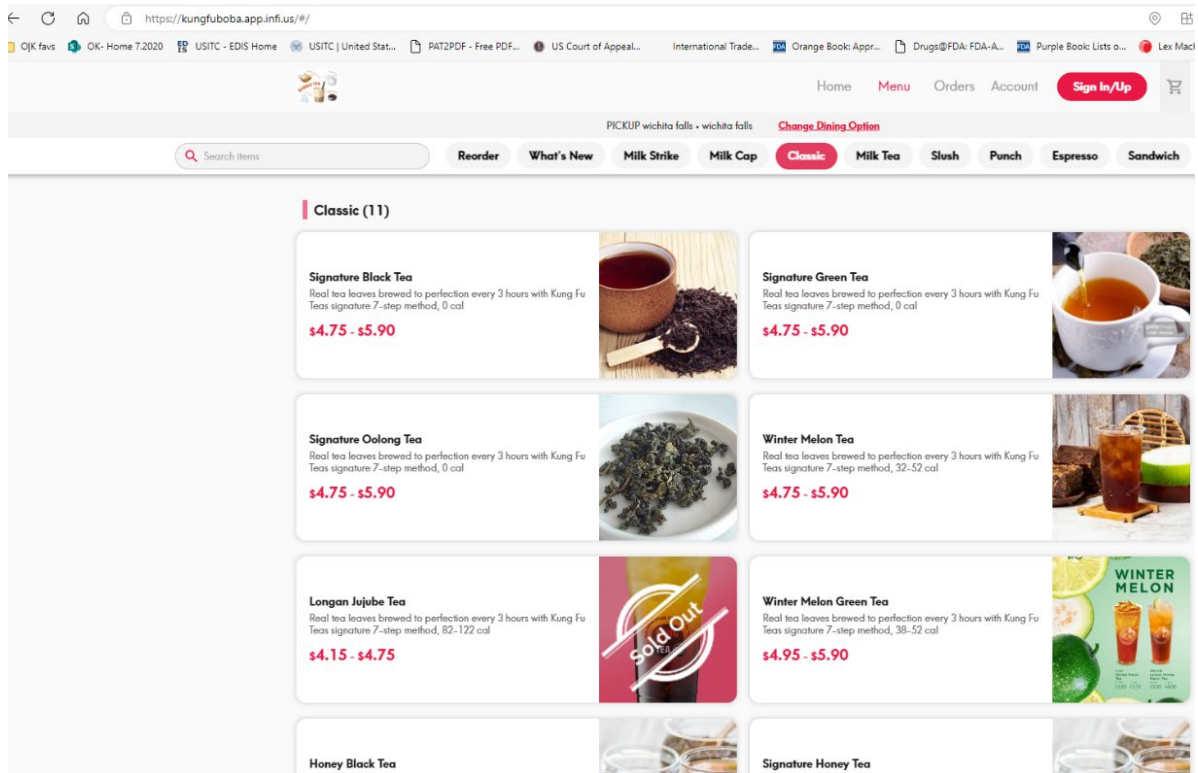 https://kungfuboba.app.infi.us/#/
O|K favs OK- Home 7.2020 USITC - EDIS Home USITC | United Stat... PAT2PDF - Free PDF... US Court of Appeal... International Trade... Orange Book: Appr... Drugs@FDA: FDA-A... Purple Book: Lists o... Lex Mach
Home Menu Orders Account Sign In/Up
PICKUP wichita falls • wichita falls Change Dining Option
Search items Reorder What's New Milk Strike Milk Cap Classic Milk Tea Slush Punch Espresso Sandwich
Classic (11)
Signature Black Tea
Real tea leaves brewed to perfection every 3 hours with Kung Fu
Teas signature 7-step method, 0 cal
$4.75 - $5.90
Signature Green Tea
Real tea leaves brewed to perfection every 3 hours with Kung Fu
Teas signature 7-step method, 0 cal
$4.75 - $5.90
Signature Oolong Tea
Real tea leaves brewed to perfection every 3 hours with Kung Fu
Teas signature 7-step method, 0 cal
$4.75 - $5.90
Winter Melon Tea
Real tea leaves brewed to perfection every 3 hours with Kung Fu
Teas signature 7-step method, 32-52 cal
$4.75 - $5.90
Longan Jujube Tea
Real tea leaves brewed to perfection every 3 hours with Kung Fu
Teas signature 7-step method, 82-122 cal
$4.15 - $4.75
Sold Out
Winter Melon Green Tea
Real tea leaves brewed to perfection every 3 hours with Kung Fu
Teas signature 7-step method, 38-52 cal
$4.95 - $5.90
WINTER
MELON
Honey Black Tea
Signature Honey Tea